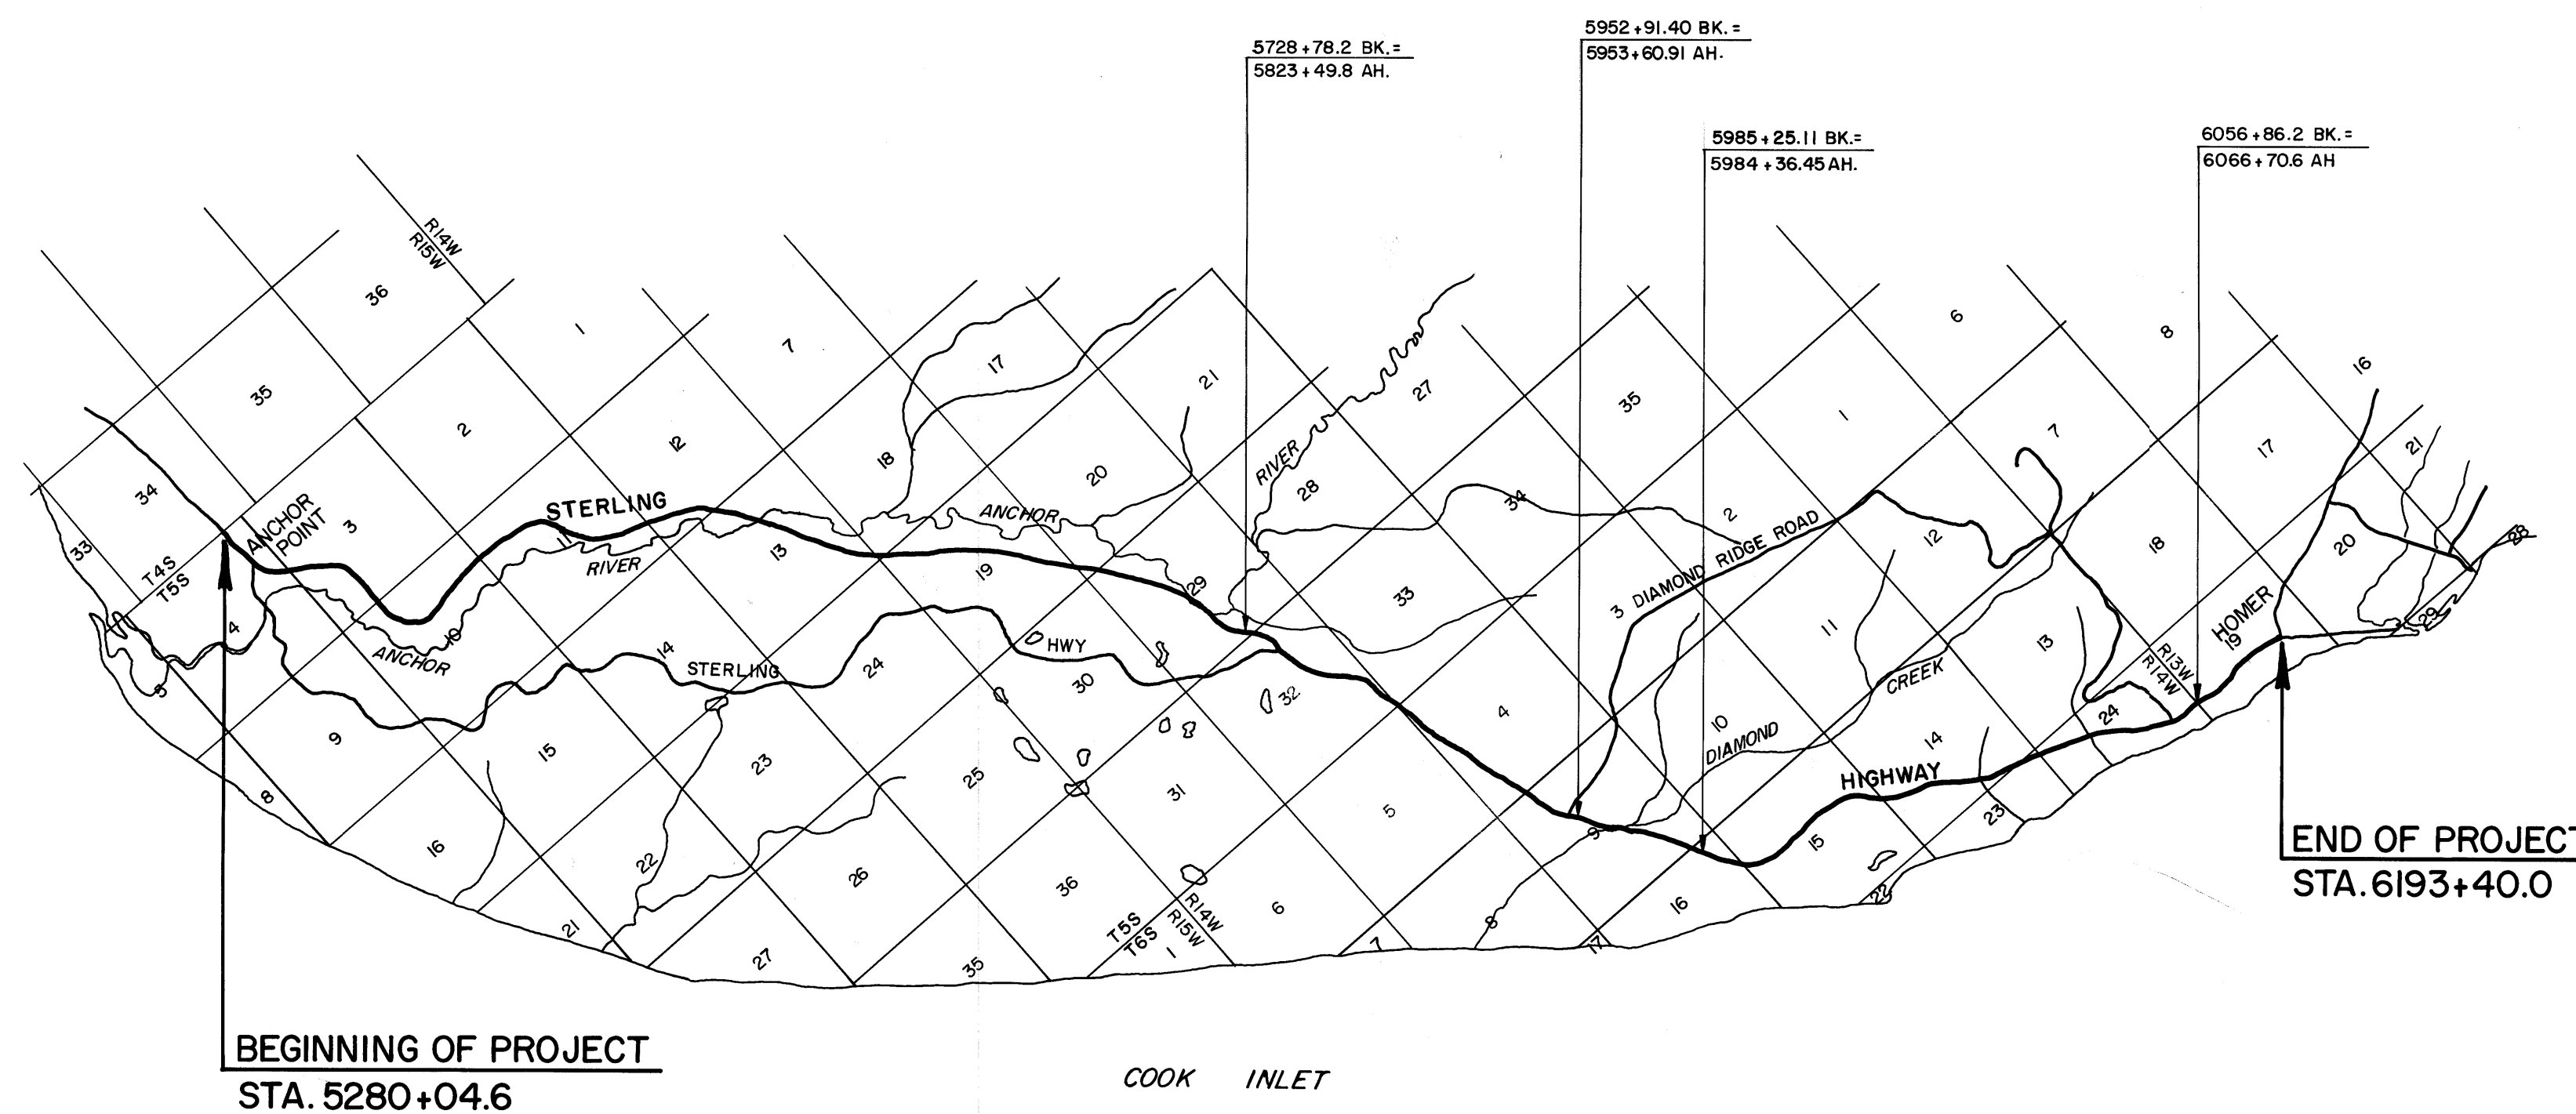 5952+91.40 BK.=
5953+60.91 AH.
5728+78.2 BK.=
5823+49.8 AH.
5985+25.11 BK.=
5984+36.45 AH.
6056+86.2 BK.=
6066+70.6 AH
R14W
R15W
36
1
7
17
21
27
35
6
8
16
35
2
12
18
20
28
34
1
7
17
21
34
ANCHOR
POINT
3
STERLING
11
RIVER
13
ANCHOR
RIVER
19
29
33
2
DIAMOND RIDGE ROAD
3
12
18
20
28
33
T4S
T5S
4
10
ANCHOR
14
STERLING
24
HWY
30
32
4
11
13
CREEK
10
DIAMOND
14
HIGHWAY
24
R13W
R14W
HOMER
19
29
5
9
15
23
25
31
5
9
15
23
8
16
22
26
36
6
16
22
21
27
35
T5S
T6S
R14W
R15W
1
7
8
17
END OF PROJECT
STA. 6193+40.0
BEGINNING OF PROJECT
STA. 5280+04.6
COOK INLET